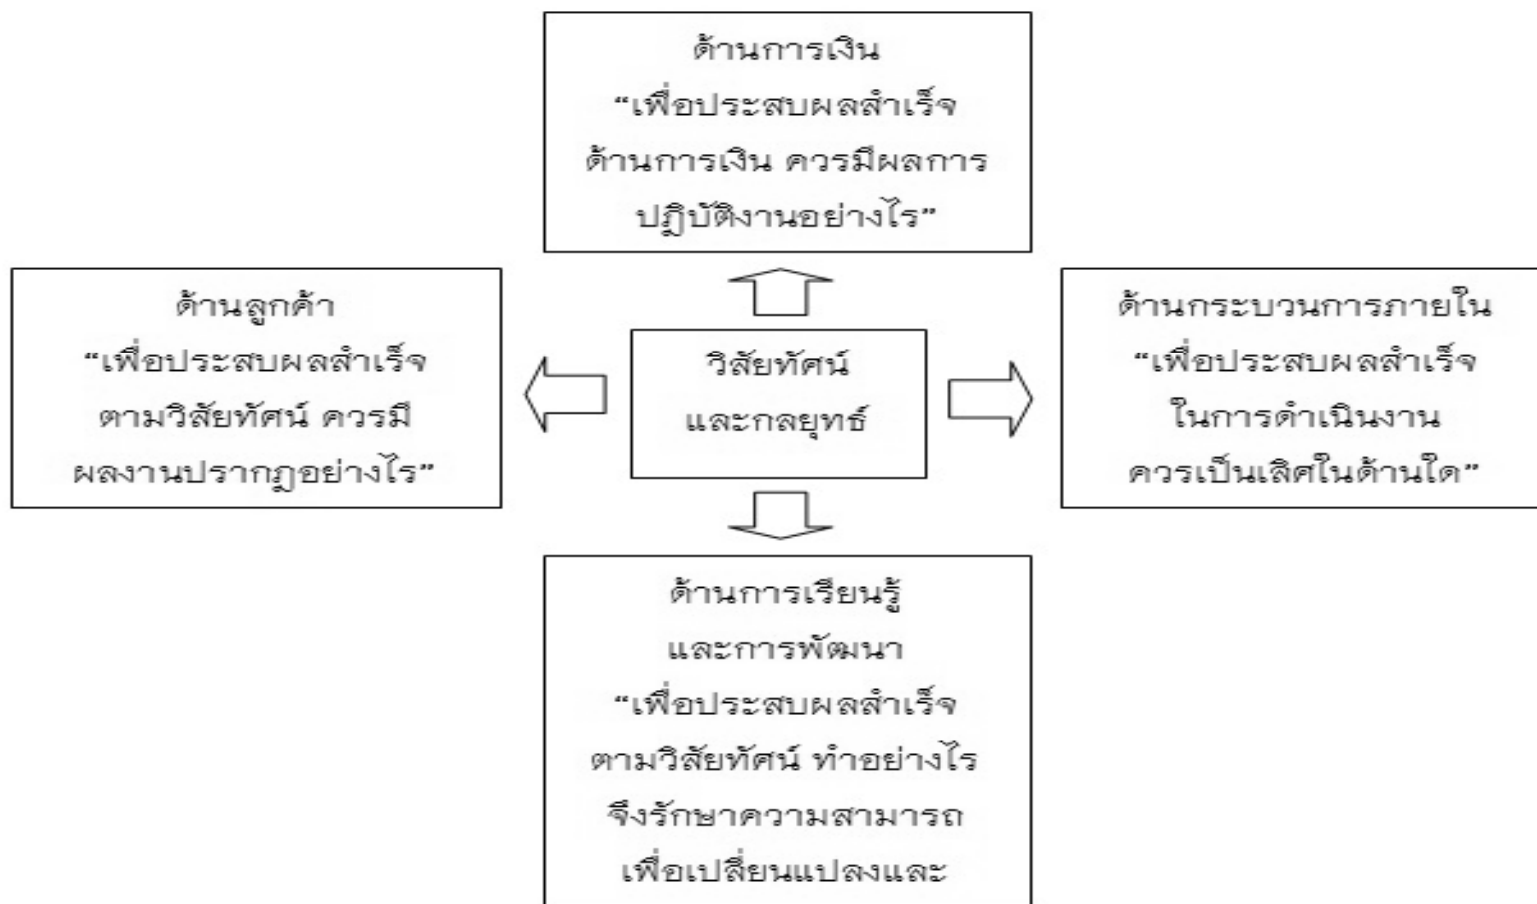 ด้านการเงิน
“เพื่อประสบผลสำเร็จ
ด้านการเงิน ควรมีผลการ
ปฏิบัติงานอย่างไร”
ด้านลูกค้า
“เพื่อประสบผลสำเร็จ
ตามวิสัยทัศน์ ควรมี
ผลงานปรากฏอย่างไร”
วิสัยทัศน์
และกลยุทธ์
ด้านกระบวนการภายใน
“เพื่อประสบผลสำเร็จ
ในการดำเนินงาน
ควรเป็นเลิศในด้านใด”
ด้านการเรียนรู้
และการพัฒนา
“เพื่อประสบผลสำเร็จ
ตามวิสัยทัศน์ ทำอย่างไร
จึงรักษาความสามารถ
เพื่อเปลี่ยนแปลงและ